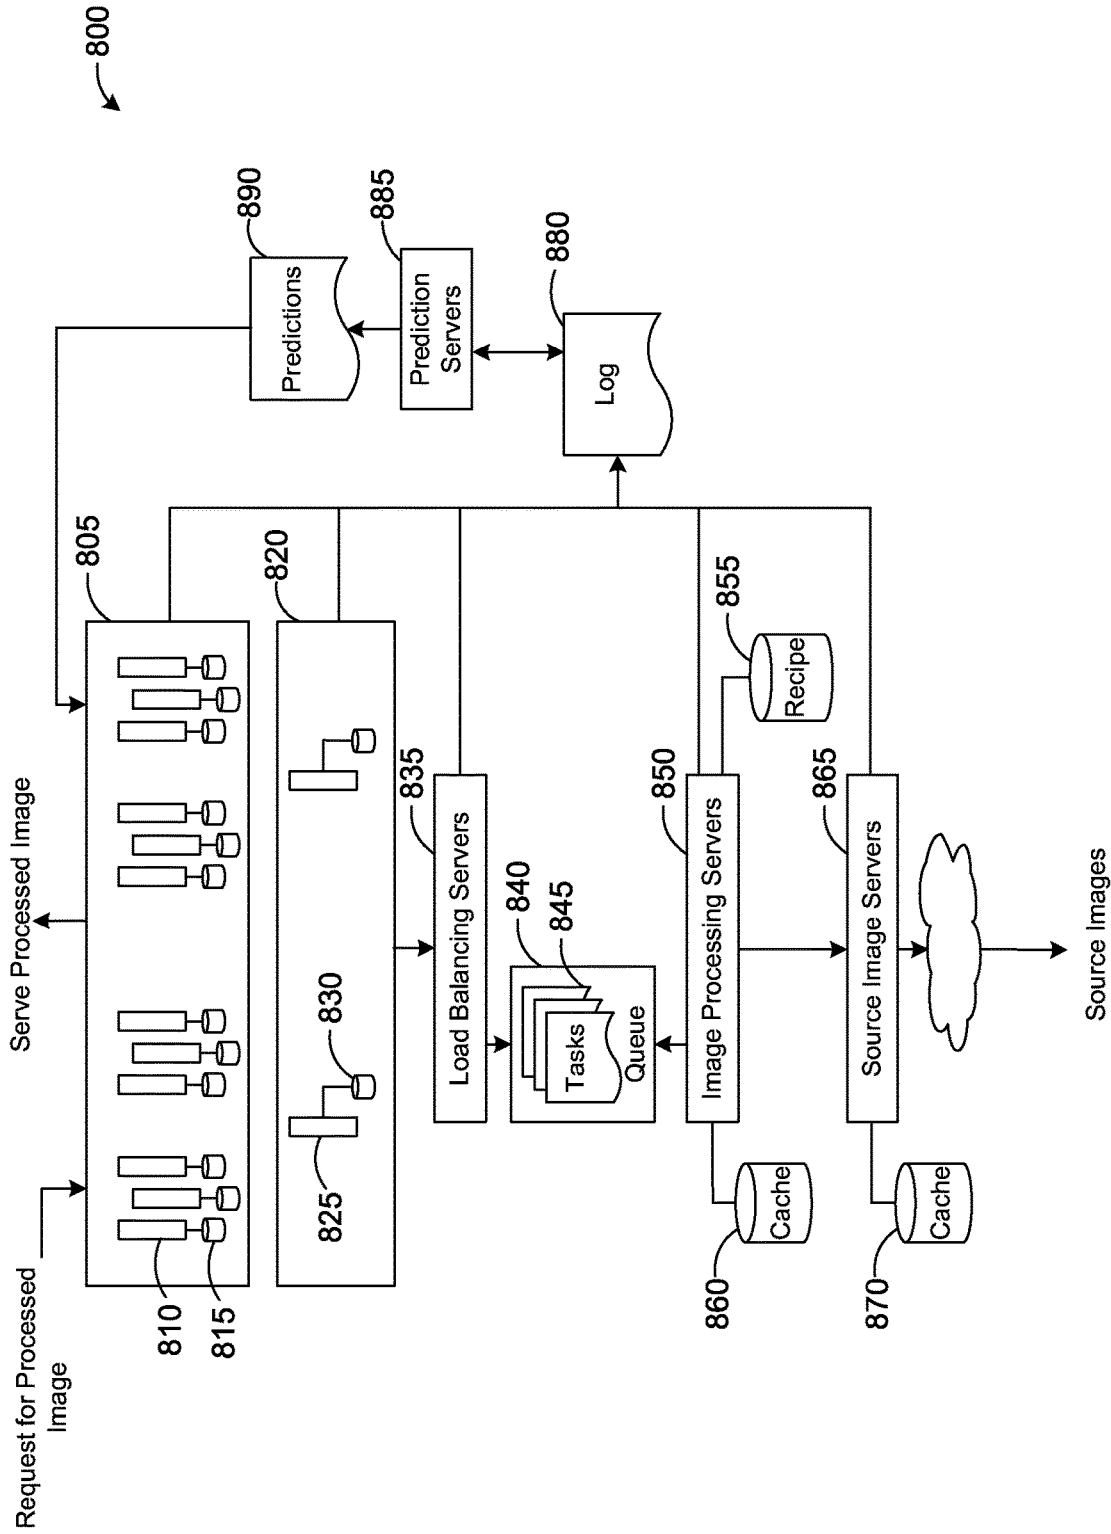 800
Request for Processed
Image
Serve Processed Image
805
810
815
820
825
830
Load Balancing Servers
835
Tasks
Queue
840
845
Image Processing Servers
850
Recipe
855
Cache
860
Source Image Servers
865
Cache
870
Source Images
Log
880
Prediction
Servers
885
Predictions
890